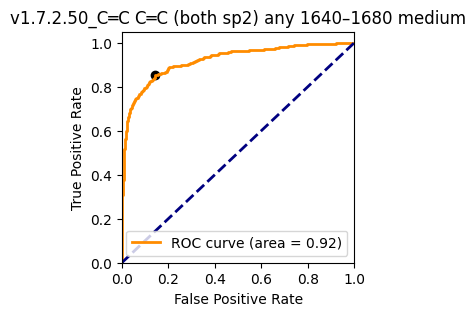 v1.7.2.50_C═C C═C (both sp2) any 1640–1680 medium
1.0
0.8
0.6
0.4
0.2
0.0
True Positive Rate
ROC curve (area = 0.92)
0.0 0.2 0.4 0.6 0.8 1.0
False Positive Rate